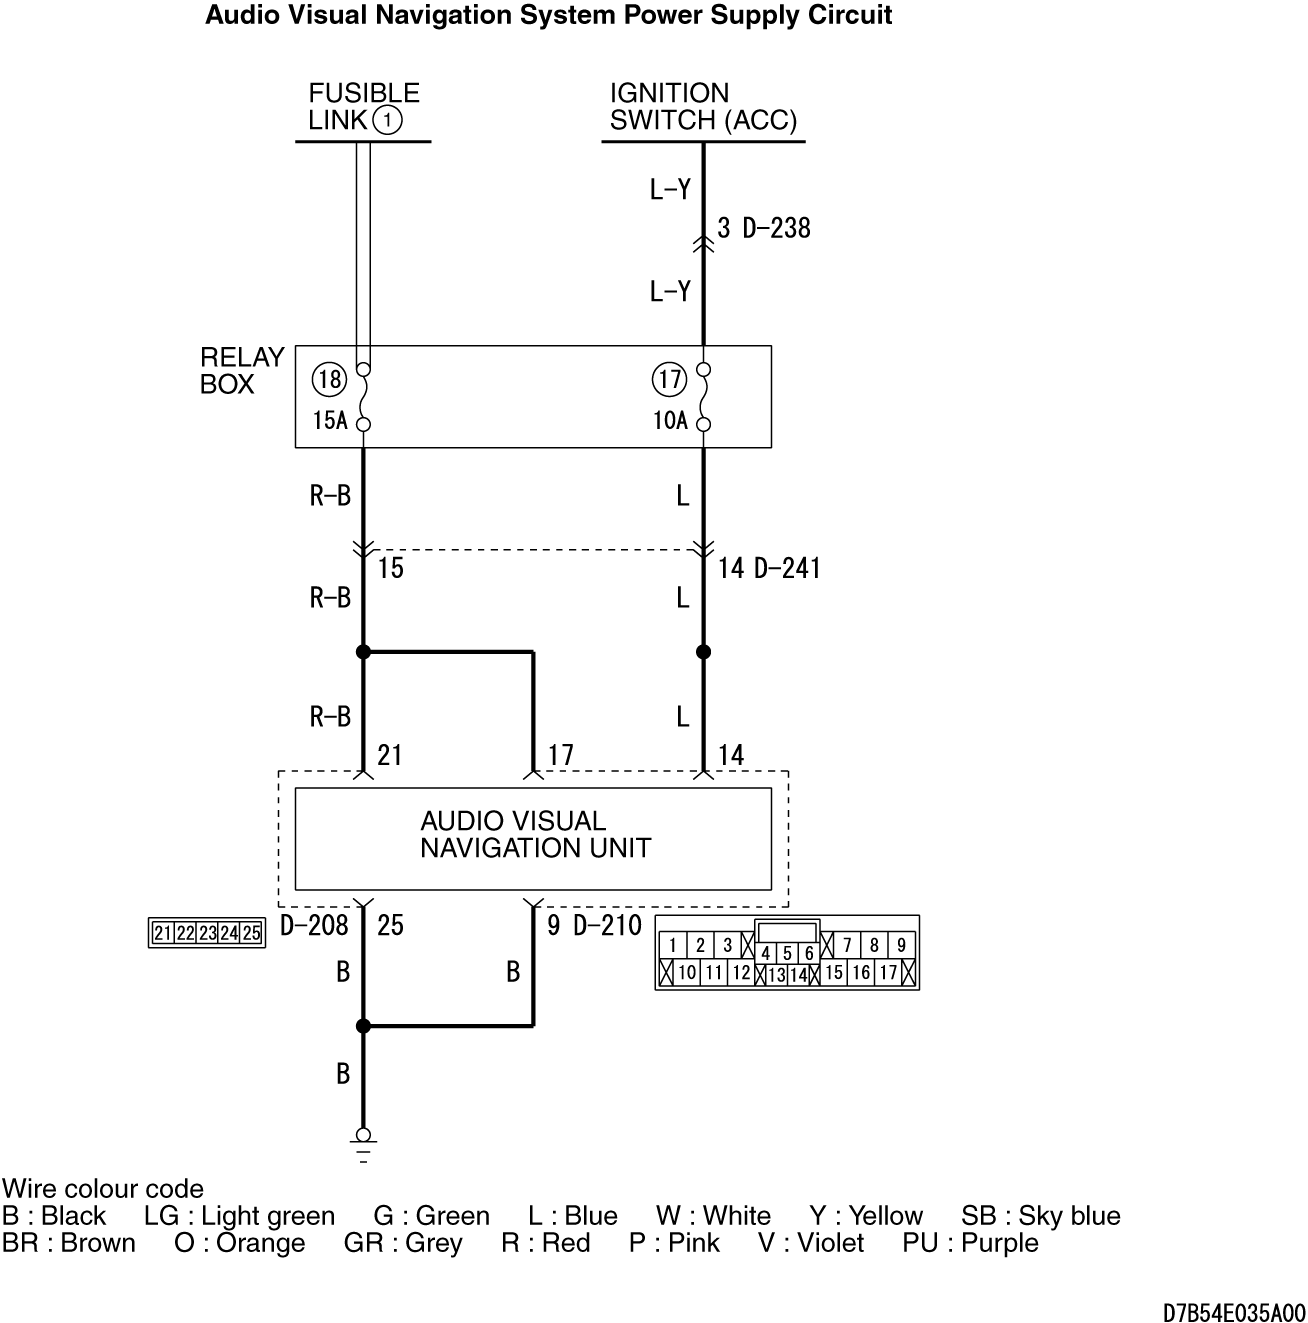 Audio Visual Navigation System Power Supply Circuit
FUSIBLE
LINK 1
IGNITION
SWITCH (ACC)
L-Y
3 D-238
L-Y
RELAY
BOX
18
15A
17
10A
R-B
L
15
14 D-241
R-B
L
R-B
L
21
17
14
AUDIO VISUAL
NAVIGATION UNIT
21 22 23 24 25
D-208 25
9 D-210
1 2 3 4 5 6 7 8 9
10 11 12 13 14 15 16 17
B
B
B
Wire colour code
B : Black LG : Light green G : Green L : Blue W : White Y : Yellow SB : Sky blue
BR : Brown O : Orange GR : Grey R : Red P : Pink V : Violet PU : Purple
D7B54E035A00